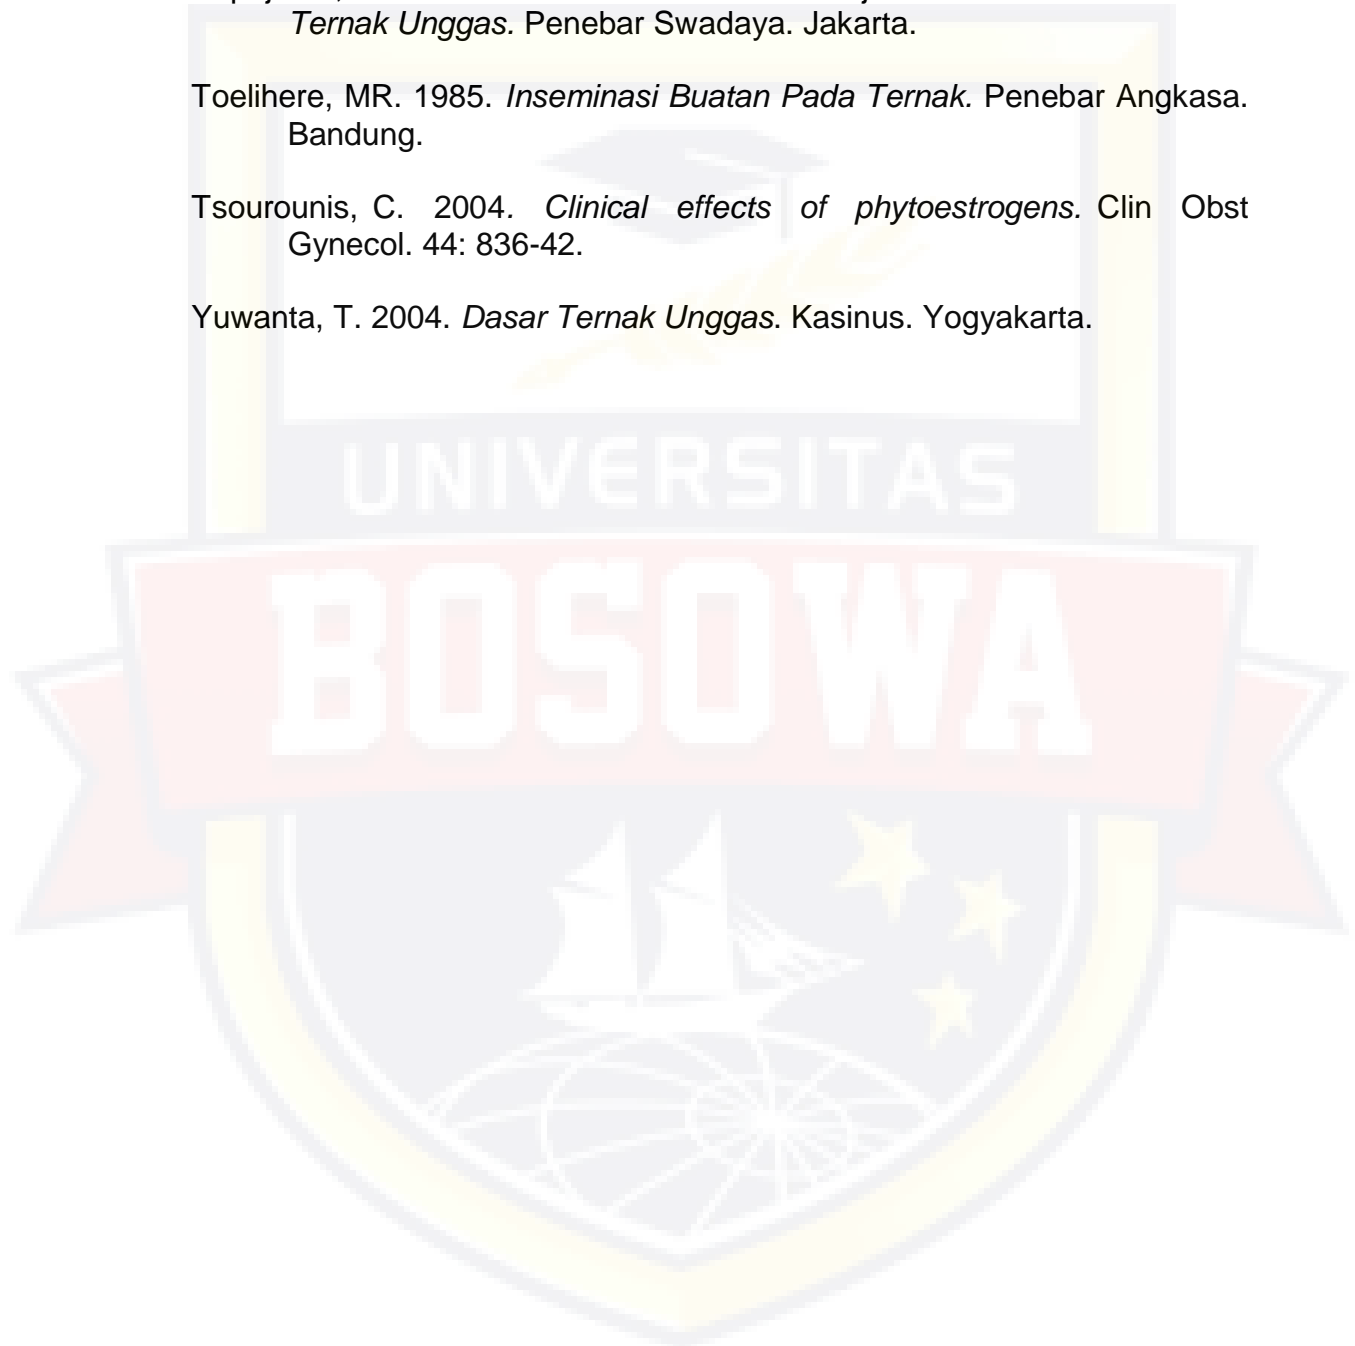 Ternak Unggas. Penebar Swadaya. Jakarta.
Toelihere, MR. 1985. Inseminasi Buatan Pada Ternak. Penebar Angkasa.
Bandung.
Tsourounis, C. 2004. Clinical effects of phytoestrogens. Clin Obst
Gynecol. 44: 836-42.
Yuwanta, T. 2004. Dasar Ternak Unggas. Kasinus. Yogyakarta.
UNIVERSITAS
BOSOWA